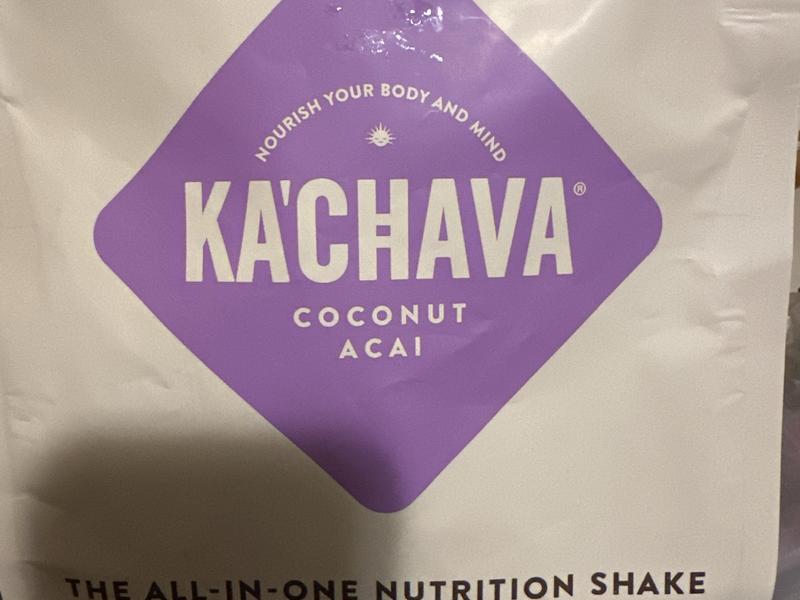 NOURISH YOUR BODY AND MIND
KA'CHAVA®
COCONUT
ACAI
THE ALL-IN-ONE NUTRITION SHAKE